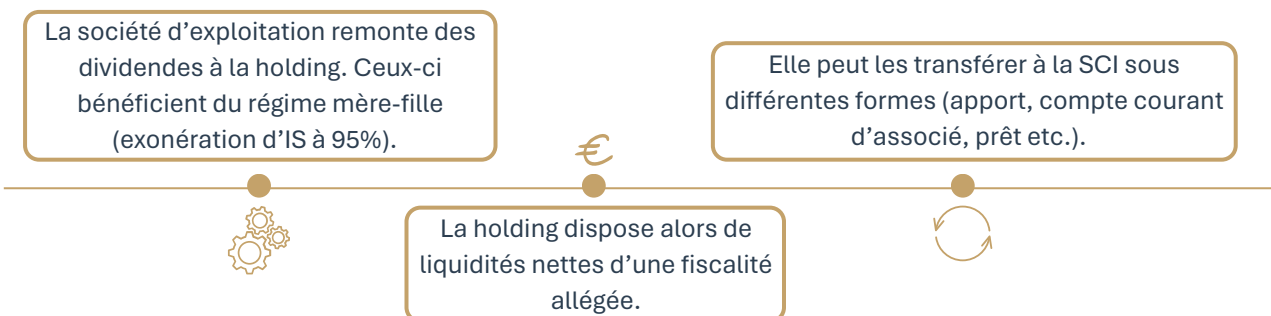 La société d’exploitation remonte des
dividendes à la holding. Ceux-ci
bénéficient du régime mère-fille
(exonération d’IS à 95%).
€
La holding dispose alors de
liquidités nettes d’une fiscalité
allégée.
Elle peut les transférer à la SCI sous
différentes formes (apport, compte courant
d’associé, prêt etc.).